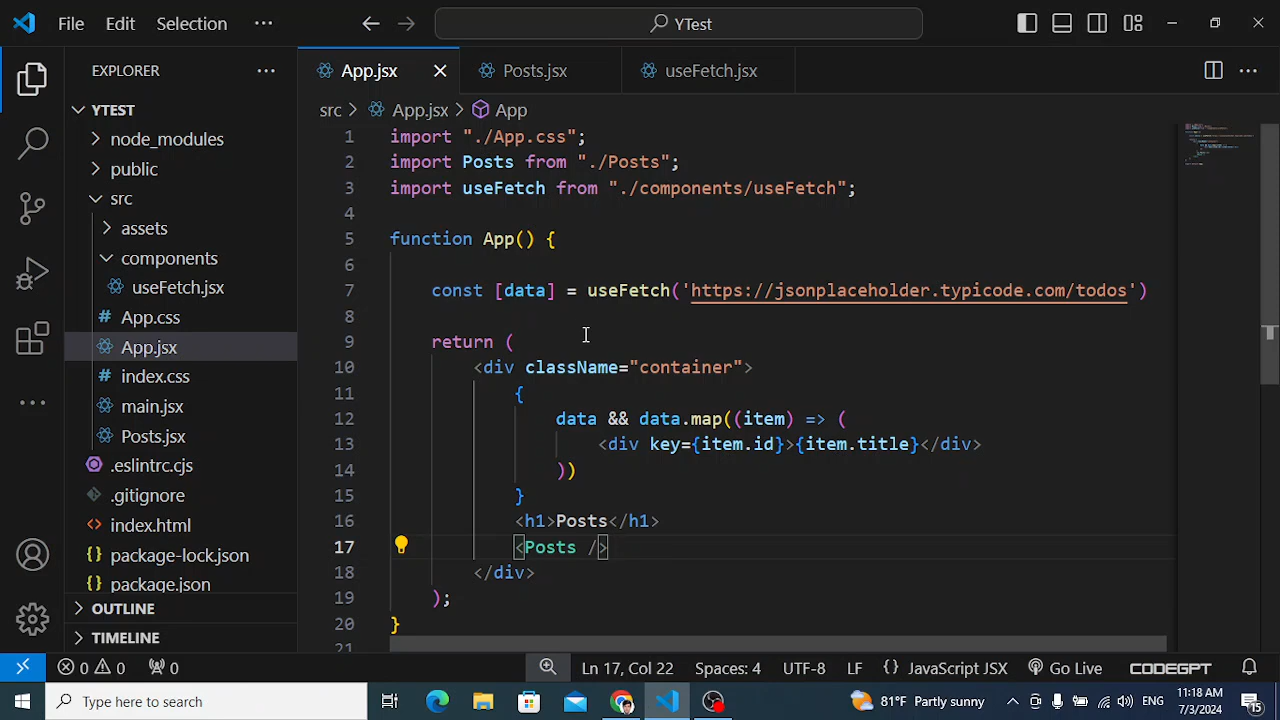 File Edit Selection ··· YTest
EXPLORER ···
App.jsx Posts.jsx useFetch.jsx
src > App.jsx > App
YTEST
node_modules
public
src
assets
components
useFetch.jsx
App.css
App.jsx
index.css
main.jsx
Posts.jsx
.eslintrc.cjs
.gitignore
index.html
package-lock.json
package.json
OUTLINE
TIMELINE
1 import "./App.css";
2 import Posts from "./Posts";
3 import useFetch from "./components/useFetch";
4
5 function App() {
6
7 const [data] = useFetch('https://jsonplaceholder.typicode.com/todos')
8
9 return (
10 <div className="container">
11 {
12 data && data.map((item) => (
13 <div key={item.id}>{item.title}</div>
14 ))
15 }
16 <h1>Posts</h1>
17 <Posts />
18 </div>
19 );
20 }
21
0 0 0 Ln 17, Col 22 Spaces: 4 UTF-8 LF {} JavaScript JSX Go Live CODEGPT
Type here to search 81°F Partly sunny ENG 11:18 AM
7/3/2024 15